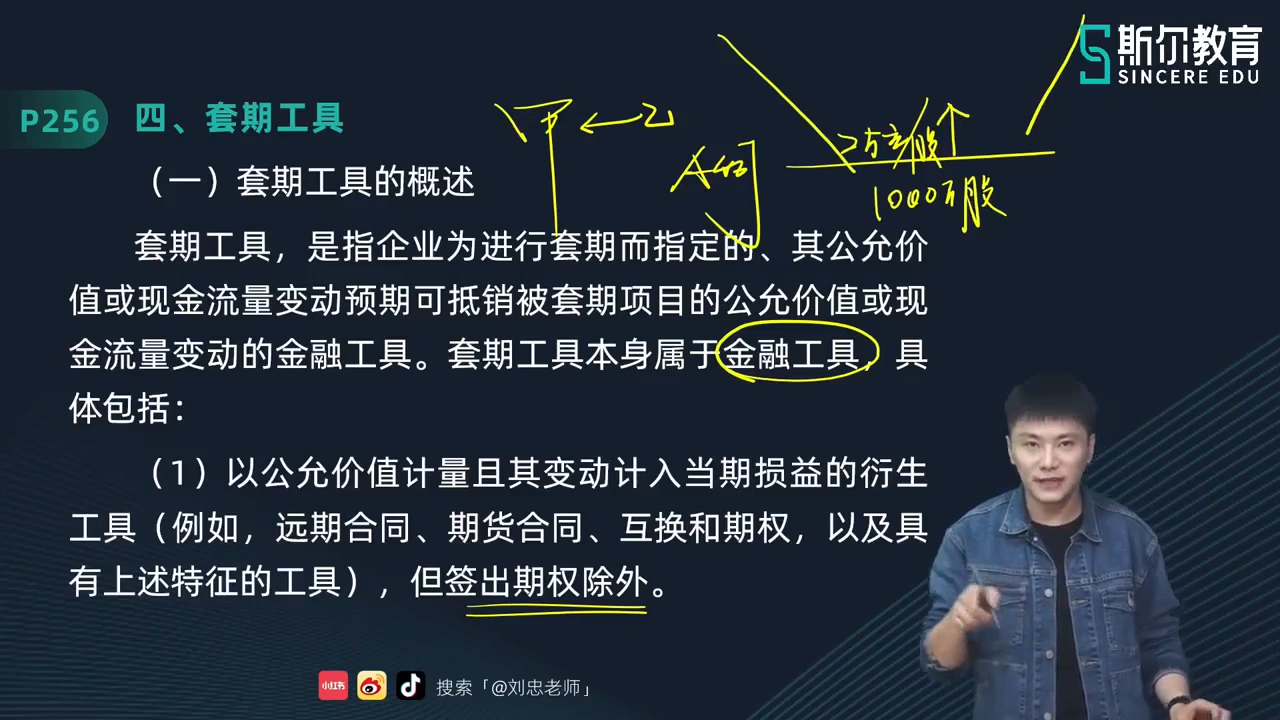 斯尔教育
SINCERE EDU
P256
四、套期工具
甲 乙
25元/股
1000万股
（一）套期工具的概述
套期工具，是指企业为进行套期而指定的、其公允价
值或现金流量变动预期可抵销被套期项目的公允价值或现
金流量变动的金融工具。套期工具本身属于金融工具，具
体包括：
（1）以公允价值计量且其变动计入当期损益的衍生
工具（例如，远期合同、期货合同、互换和期权，以及具
有上述特征的工具），但签出期权除外。
小红书
搜索「@刘忠老师」